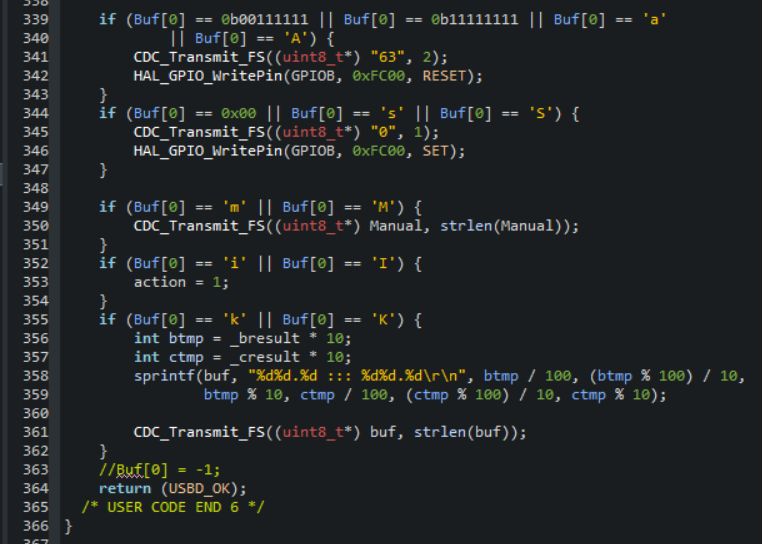 338
339 if (Buf[0] == 0b00111111 || Buf[0] == 0b11111111 || Buf[0] == 'a'
340 || Buf[0] == 'A') {
341 CDC_Transmit_FS((uint8_t*) "63", 2);
342 HAL_GPIO_WritePin(GPIOB, 0xFC00, RESET);
343 }
344 if (Buf[0] == 0x00 || Buf[0] == 's' || Buf[0] == 'S') {
345 CDC_Transmit_FS((uint8_t*) "0", 1);
346 HAL_GPIO_WritePin(GPIOB, 0xFC00, SET);
347 }
348
349 if (Buf[0] == 'm' || Buf[0] == 'M') {
350 CDC_Transmit_FS((uint8_t*) Manual, strlen(Manual));
351 }
352 if (Buf[0] == 'i' || Buf[0] == 'I') {
353 action = 1;
354 }
355 if (Buf[0] == 'k' || Buf[0] == 'K') {
356 int btmp = _bresult * 10;
357 int ctmp = _cresult * 10;
358 sprintf(buf, "%d%d.%d ::: %d%d.%d\r\n", btmp / 100, (btmp % 100) / 10,
359 btmp % 10, ctmp / 100, (ctmp % 100) / 10, ctmp % 10);
360
361 CDC_Transmit_FS((uint8_t*) buf, strlen(buf));
362 }
363 //Buf[0] = -1;
364 return (USBD_OK);
365 /* USER CODE END 6 */
366 }
367